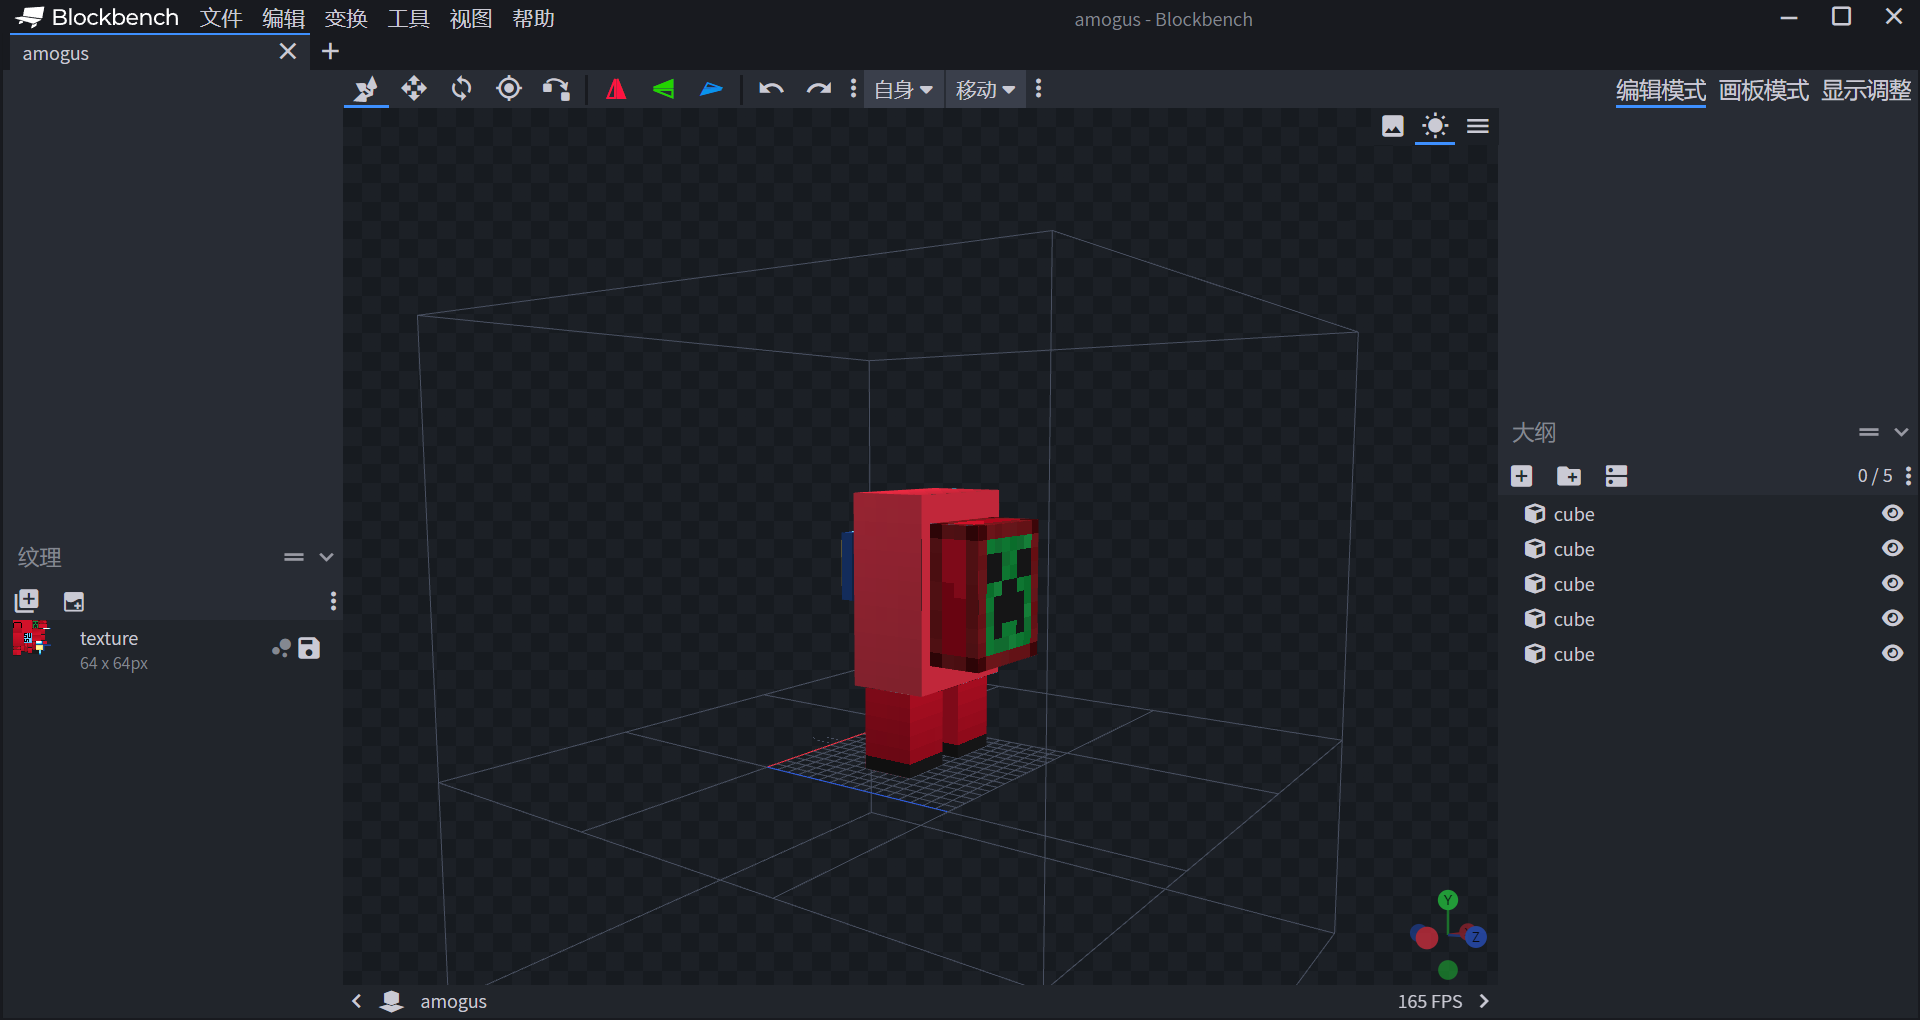 Blockbench 文件 编辑 变换 工具 视图 帮助
amogus - Blockbench
amogus
自身 移动
编辑模式 画板模式 显示调整
纹理
texture
64 x 64px
大纲
0 / 5
cube
cube
cube
cube
cube
Y
Z
amogus
165 FPS